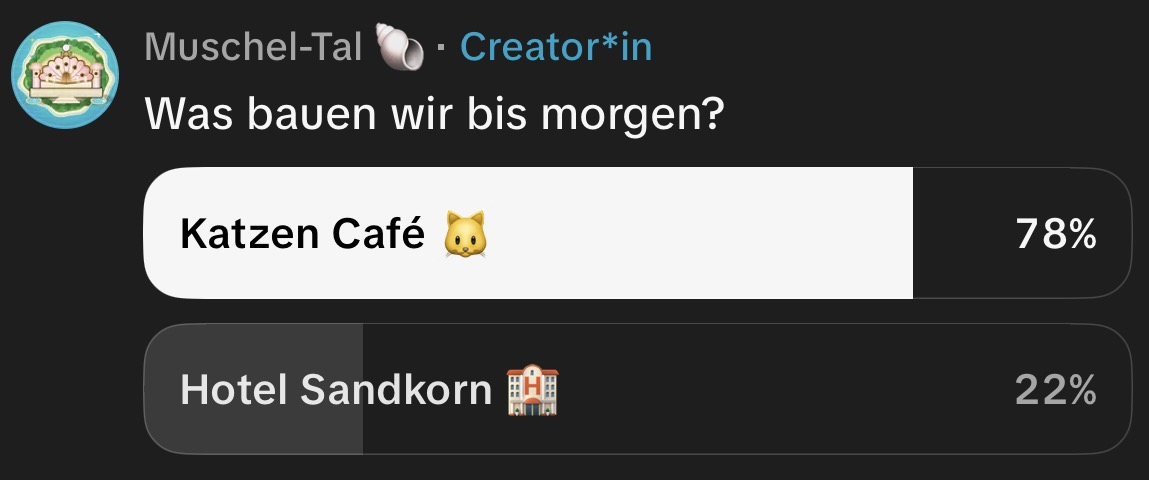 Muschel-Tal 🐚 · Creator*in
Was bauen wir bis morgen?
Katzen Café 🐱 78%
Hotel Sandkorn 🏨 22%